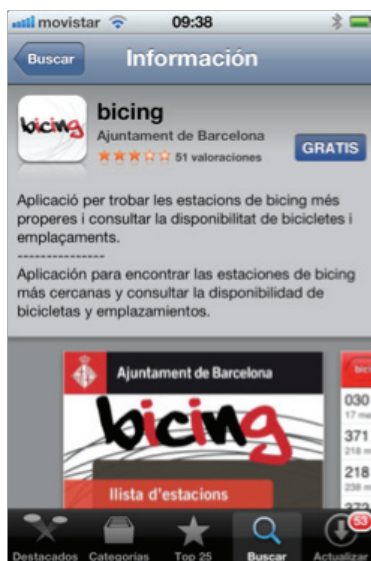 movistar 09:38
Buscar Información
bicing
bicing
Ajuntament de Barcelona
51 valoraciones
GRATIS
Aplicació per trobar les estacions de bicing més
properes i consultar la disponibilitat de bicicletes i
emplaçaments.
---------------
Aplicación para encontrar las estaciones de bicing
más cercanas y consultar la disponibilidad de
bicicletas y emplazamientos.
Ajuntament de Barcelona
bicing
llista d'estacions
030
371
218
53
Destacados Categorías Top 25 Buscar Actualizar